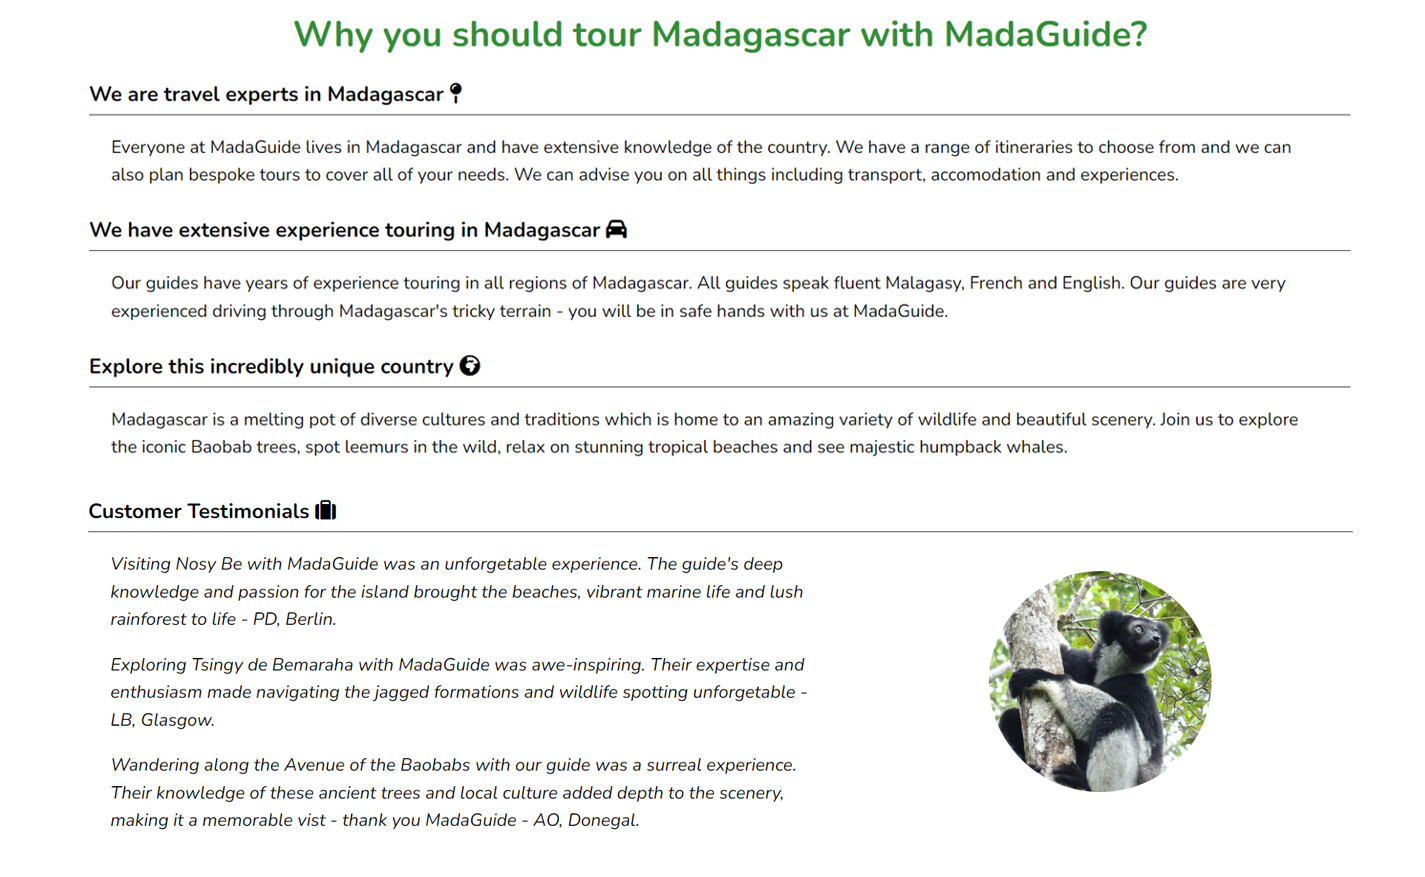 Why you should tour Madagascar with MadaGuide?
We are travel experts in Madagascar
Everyone at MadaGuide lives in Madagascar and have extensive knowledge of the country. We have a range of itineraries to choose from and we can
also plan bespoke tours to cover all of your needs. We can advise you on all things including transport, accomodation and experiences.
We have extensive experience touring in Madagascar
Our guides have years of experience touring in all regions of Madagascar. All guides speak fluent Malagasy, French and English. Our guides are very
experienced driving through Madagascar's tricky terrain - you will be in safe hands with us at MadaGuide.
Explore this incredibly unique country
Madagascar is a melting pot of diverse cultures and traditions which is home to an amazing variety of wildlife and beautiful scenery. Join us to explore
the iconic Baobab trees, spot leemurs in the wild, relax on stunning tropical beaches and see majestic humpback whales.
Customer Testimonials
Visiting Nosy Be with MadaGuide was an unforgetable experience. The guide's deep
knowledge and passion for the island brought the beaches, vibrant marine life and lush
rainforest to life - PD, Berlin.
Exploring Tsingy de Bemaraha with MadaGuide was awe-inspiring. Their expertise and
enthusiasm made navigating the jagged formations and wildlife spotting unforgetable -
LB, Glasgow.
Wandering along the Avenue of the Baobabs with our guide was a surreal experience.
Their knowledge of these ancient trees and local culture added depth to the scenery,
making it a memorable vist - thank you MadaGuide - AO, Donegal.